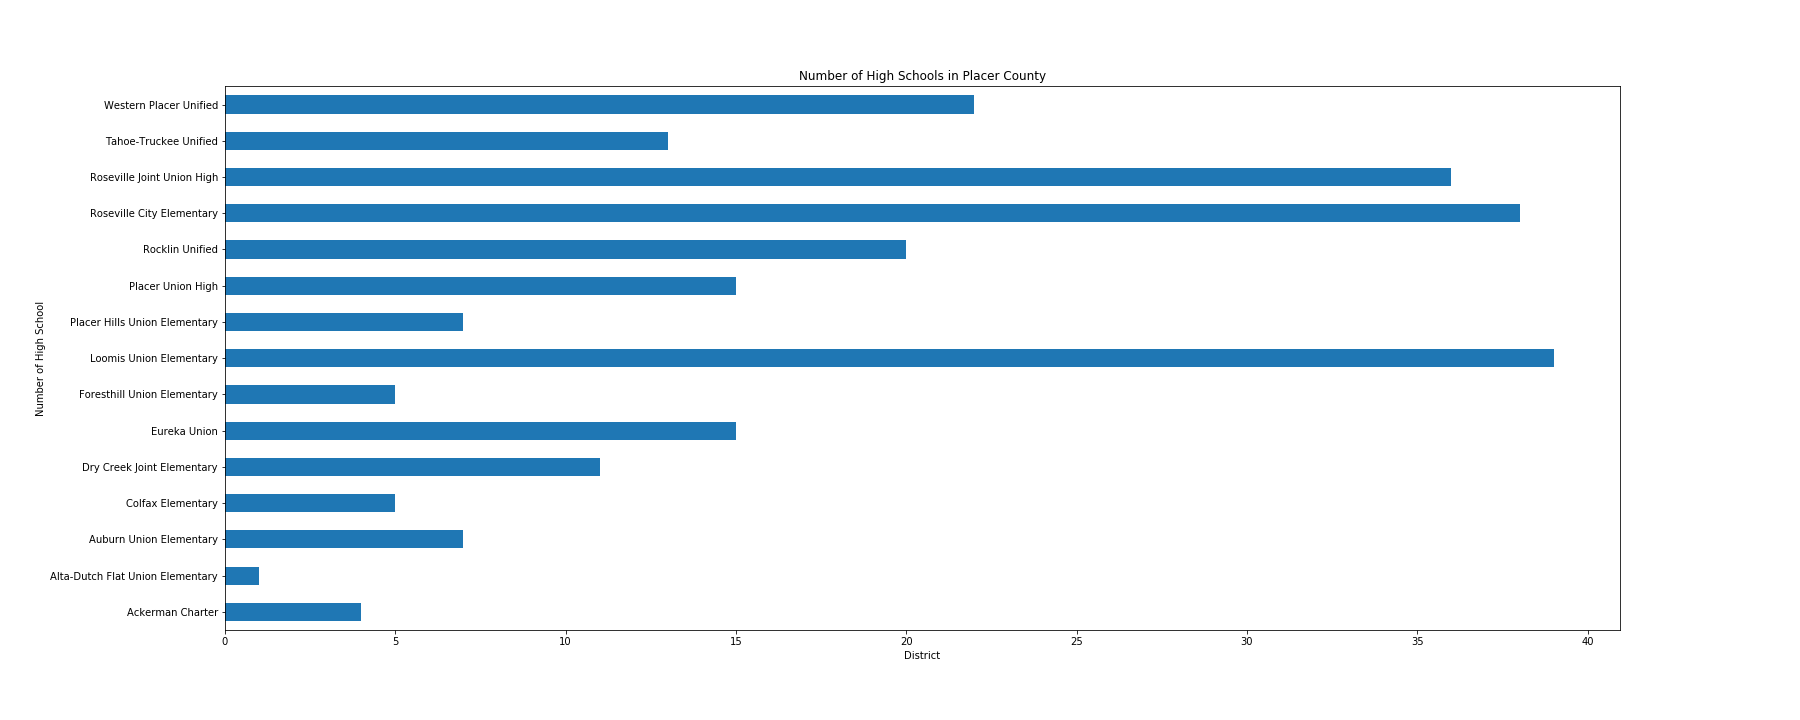 Number of High Schools in Placer County
Number of High School
Western Placer Unified
Tahoe-Truckee Unified
Roseville Joint Union High
Roseville City Elementary
Rocklin Unified
Placer Union High
Placer Hills Union Elementary
Loomis Union Elementary
Foresthill Union Elementary
Eureka Union
Dry Creek Joint Elementary
Colfax Elementary
Auburn Union Elementary
Alta-Dutch Flat Union Elementary
Ackerman Charter
0 5 10 15 20 25 30 35 40
District